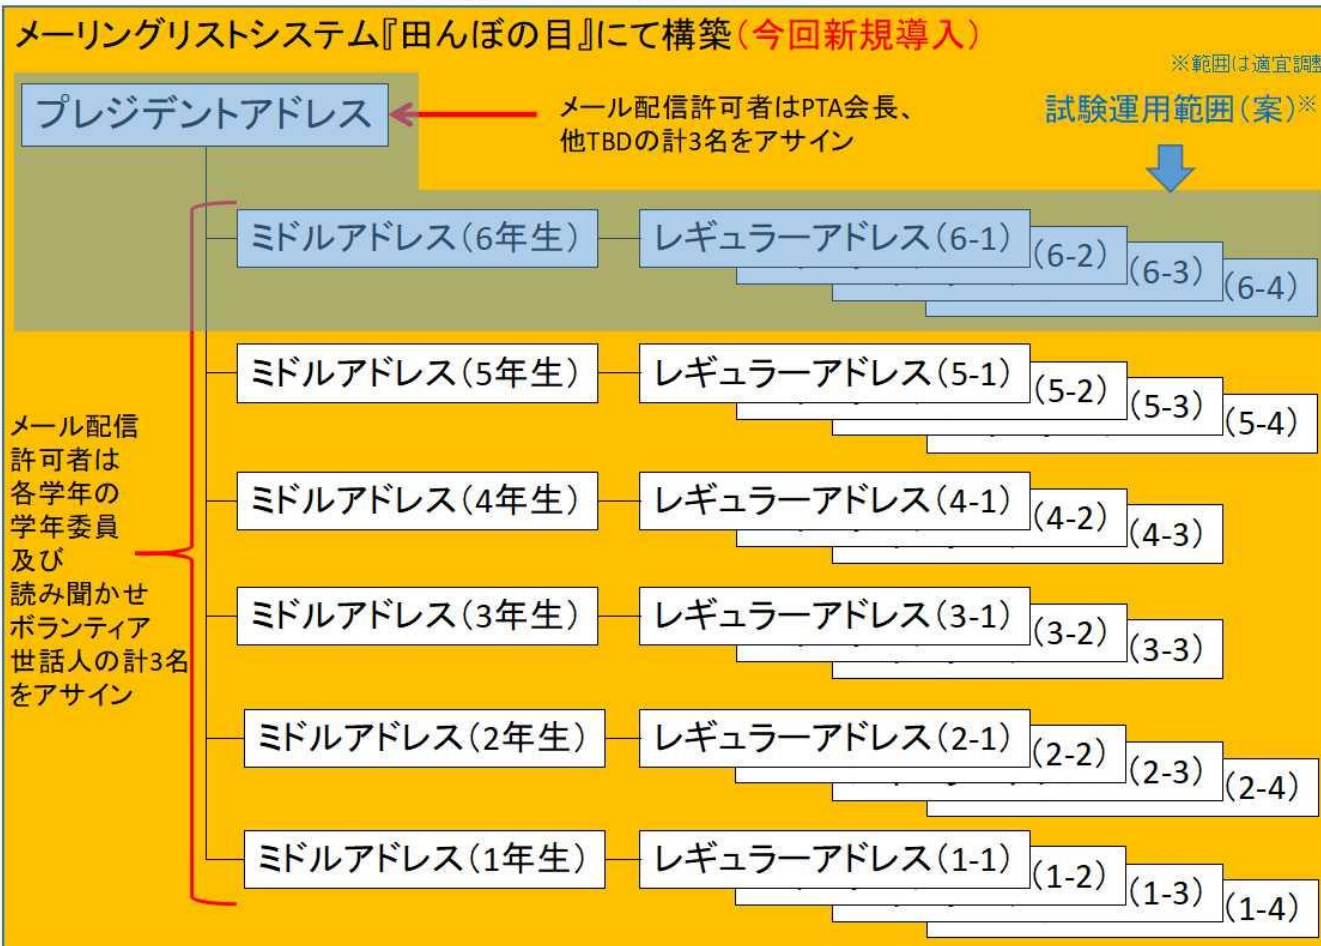 メーリングリストシステム『田んぼの目』にて構築(今回新規導入)
※範囲は適宜調整
プレジデントアドレス
メール配信許可者はPTA会長、
他TBDの計3名をアサイン
試験運用範囲(案)※
ミドルアドレス(6年生)
レギュラーアドレス(6-1)
(6-2)
(6-3)
(6-4)
ミドルアドレス(5年生)
レギュラーアドレス(5-1)
(5-2)
(5-3)
(5-4)
メール配信
許可者は
各学年の
学年委員
及び
読み聞かせ
ボランティア
世話人の計3名
をアサイン
ミドルアドレス(4年生)
レギュラーアドレス(4-1)
(4-2)
(4-3)
ミドルアドレス(3年生)
レギュラーアドレス(3-1)
(3-2)
(3-3)
ミドルアドレス(2年生)
レギュラーアドレス(2-1)
(2-2)
(2-3)
(2-4)
ミドルアドレス(1年生)
レギュラーアドレス(1-1)
(1-2)
(1-3)
(1-4)